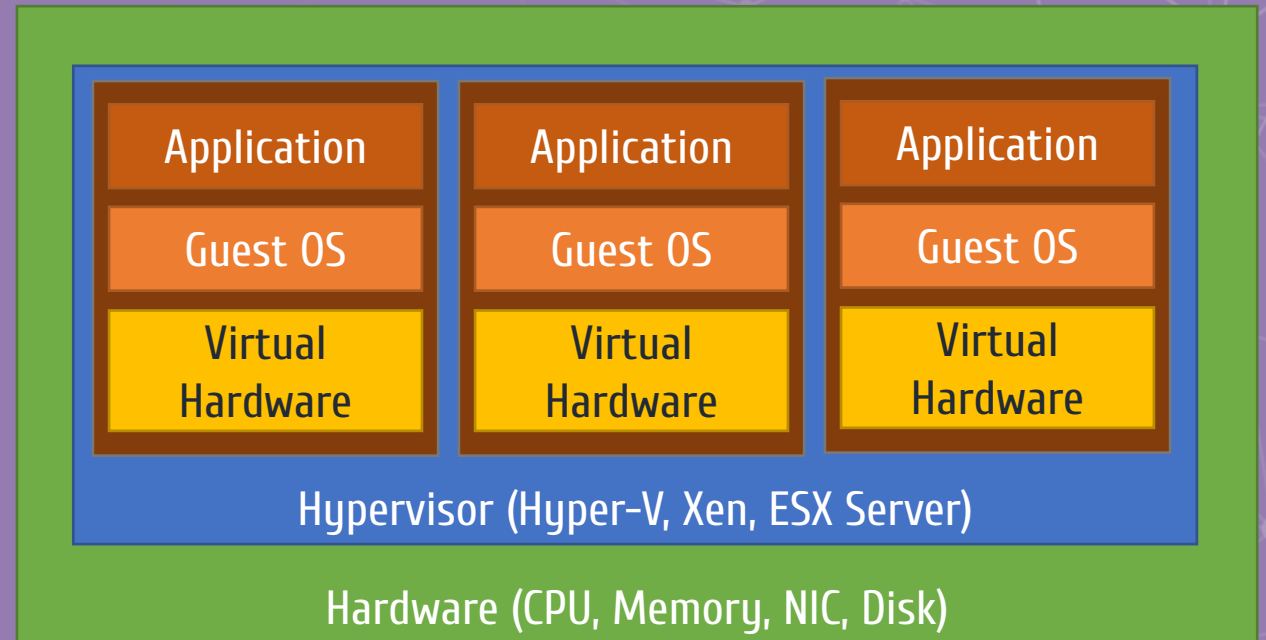 Application
Guest OS
Virtual
Hardware
Application
Guest OS
Virtual
Hardware
Application
Guest OS
Virtual
Hardware
Hypervisor (Hyper-V, Xen, ESX Server)
Hardware (CPU, Memory, NIC, Disk)